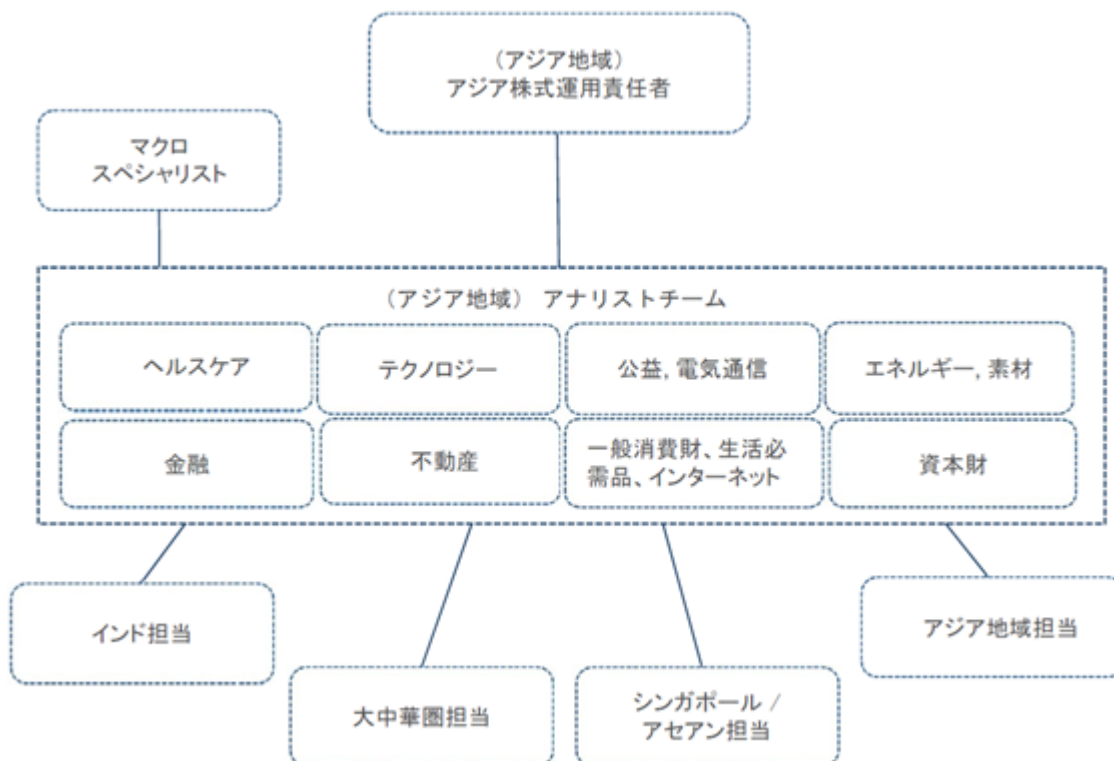 （アジア地域）
アジア株式運用責任者
マクロ
スペシャリスト
（アジア地域） アナリストチーム
ヘルスケア
テクノロジー
公益, 電気通信
エネルギー, 素材
金融
不動産
一般消費財、生活必
需品、インターネット
資本財
インド担当
アジア地域担当
大中華圏担当
シンガポール /
アセアン担当